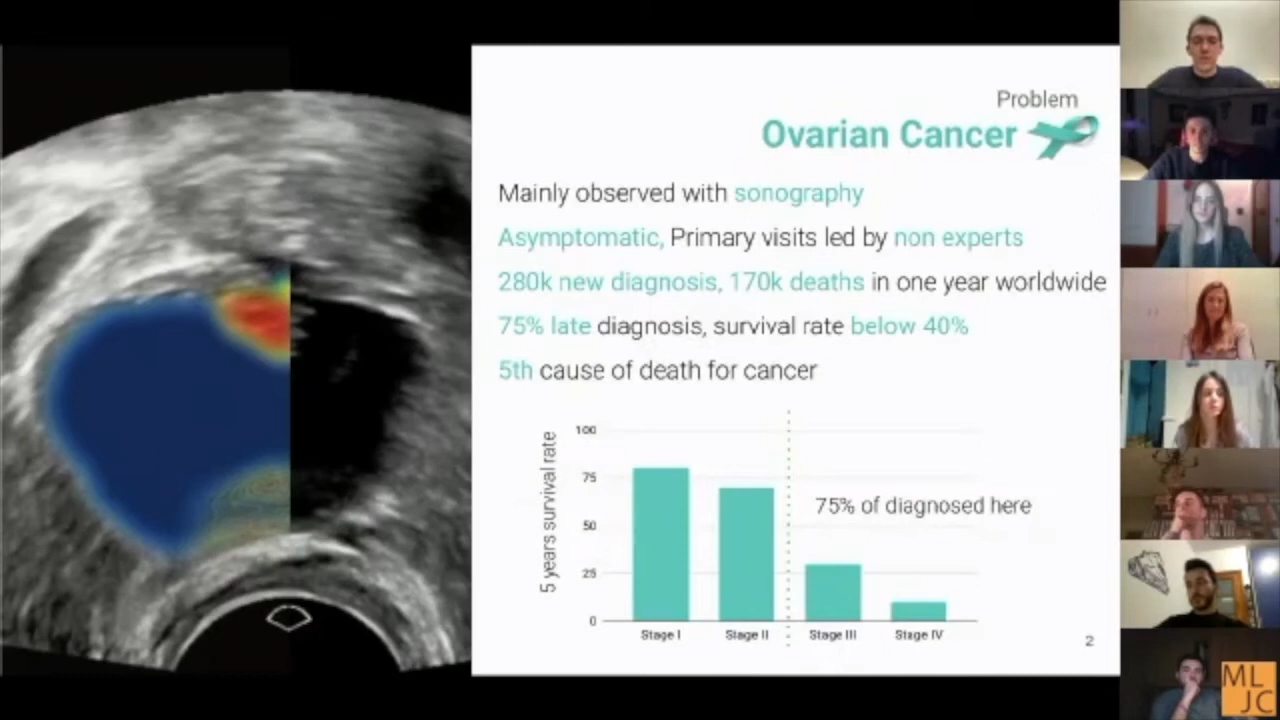 Problem
Ovarian Cancer
Mainly observed with sonography
Asymptomatic, Primary visits led by non experts
280k new diagnosis, 170k deaths in one year worldwide
75% late diagnosis, survival rate below 40%
5th cause of death for cancer
5 years survival rate
100
75
50
25
0
75% of diagnosed here
Stage I
Stage II
Stage III
Stage IV
2
ML
JC